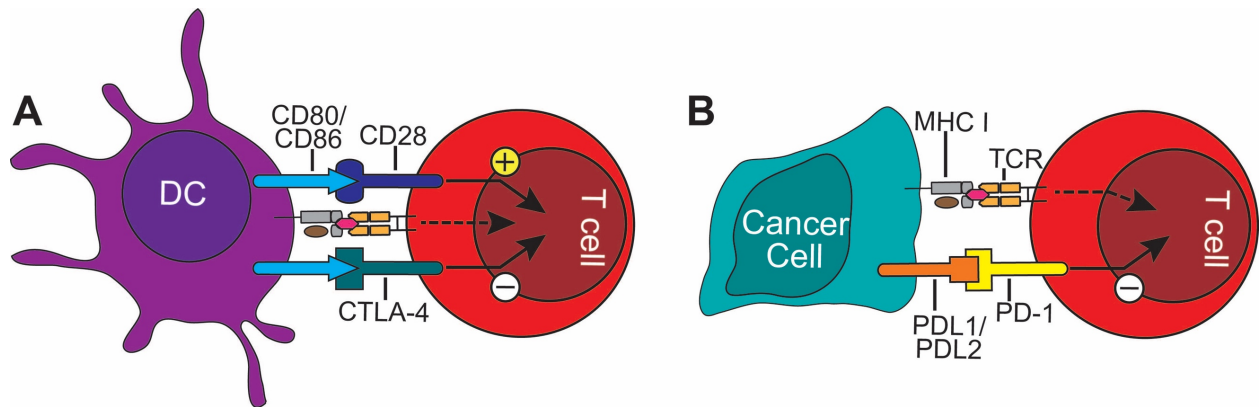 A
CD80/
CD86
CD28
DC
+
T cell
−
CTLA-4
B
MHC I
TCR
Cancer
Cell
T cell
−
PDL1/
PDL2
PD-1